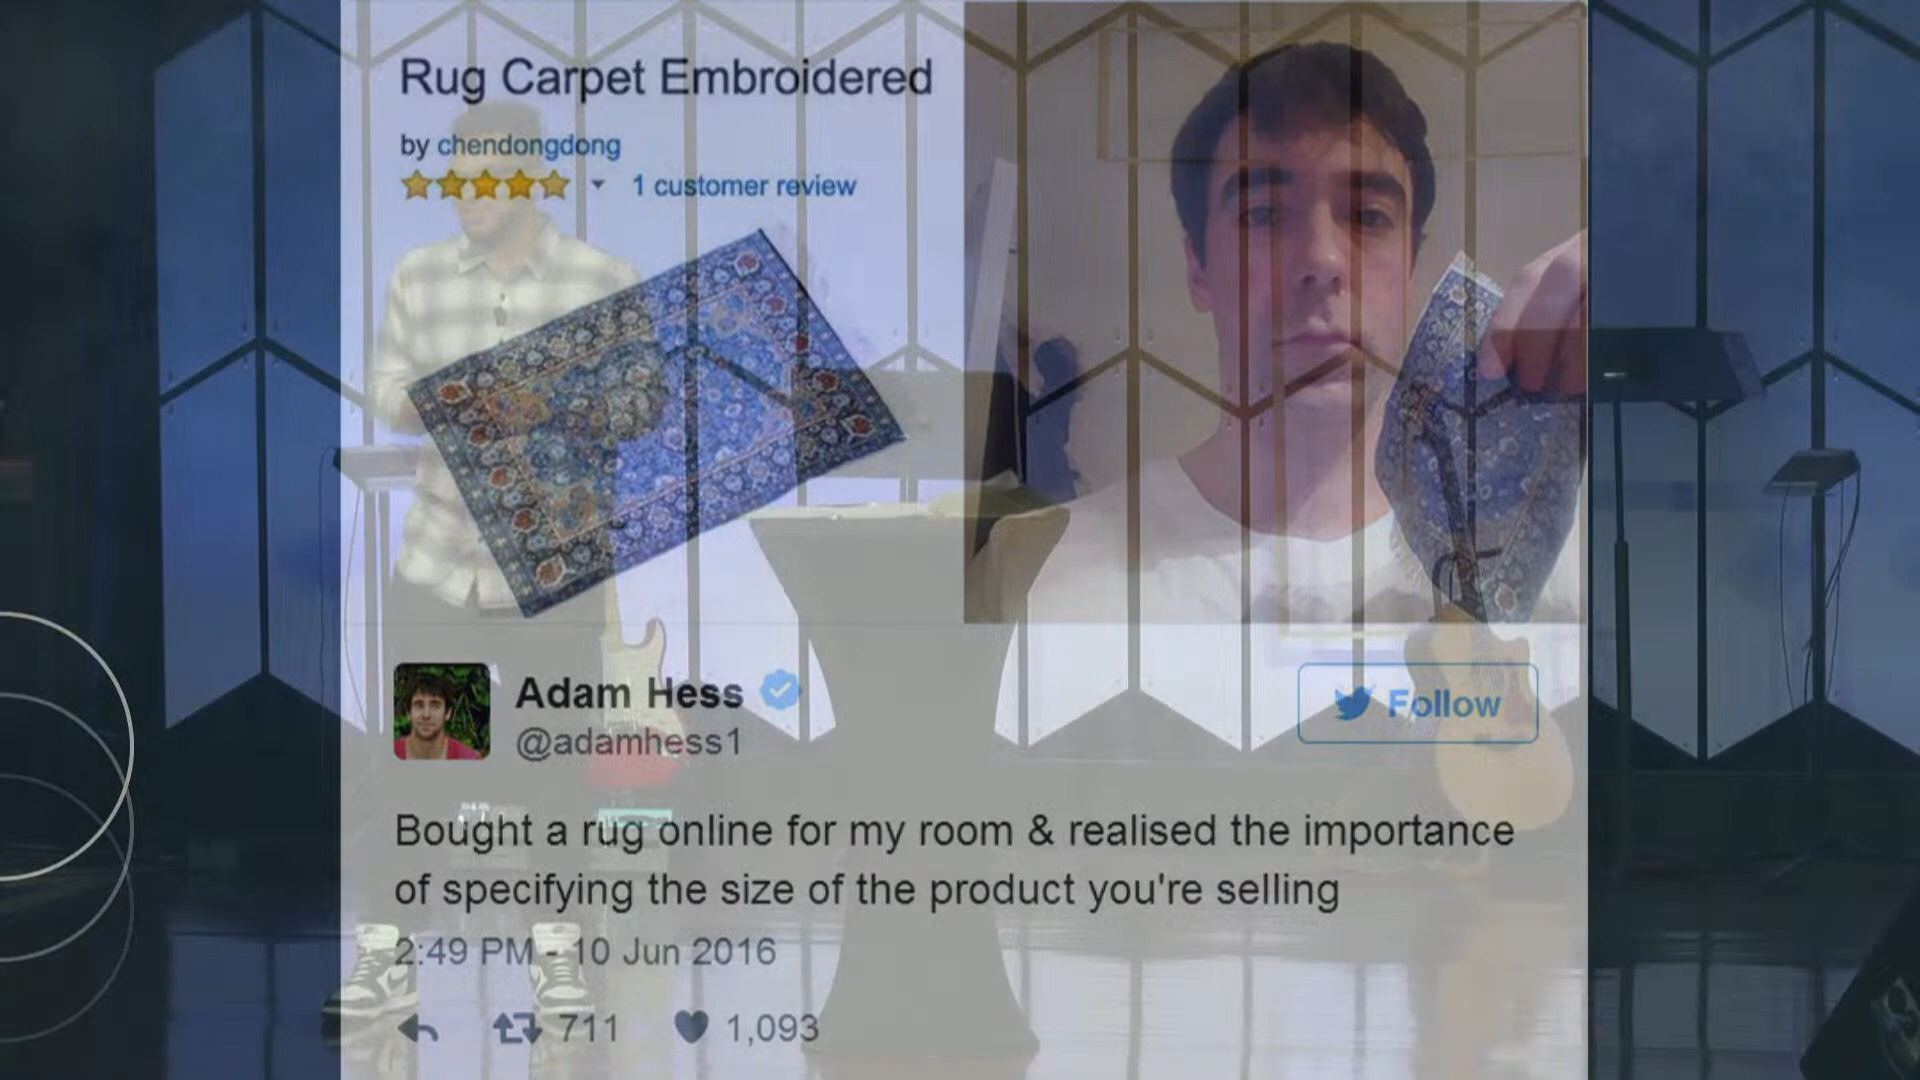 Rug Carpet Embroidered
by chendongdong
1 customer review
Adam Hess
@adamhess1
Follow
Bought a rug online for my room & realised the importance
of specifying the size of the product you're selling
2:49 PM - 10 Jun 2016
711 1,093